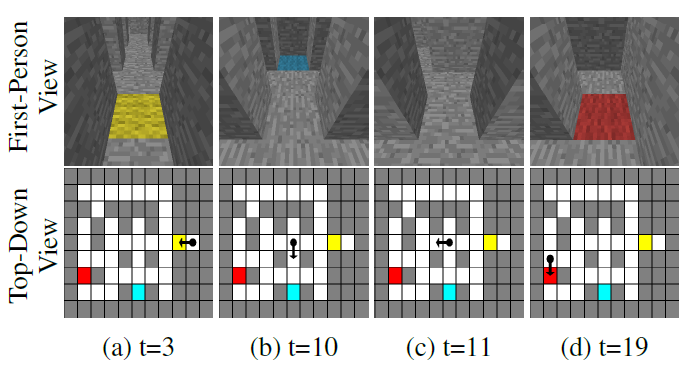 First-Person
View
Top-Down
View
(a) t=3
(b) t=10
(c) t=11
(d) t=19